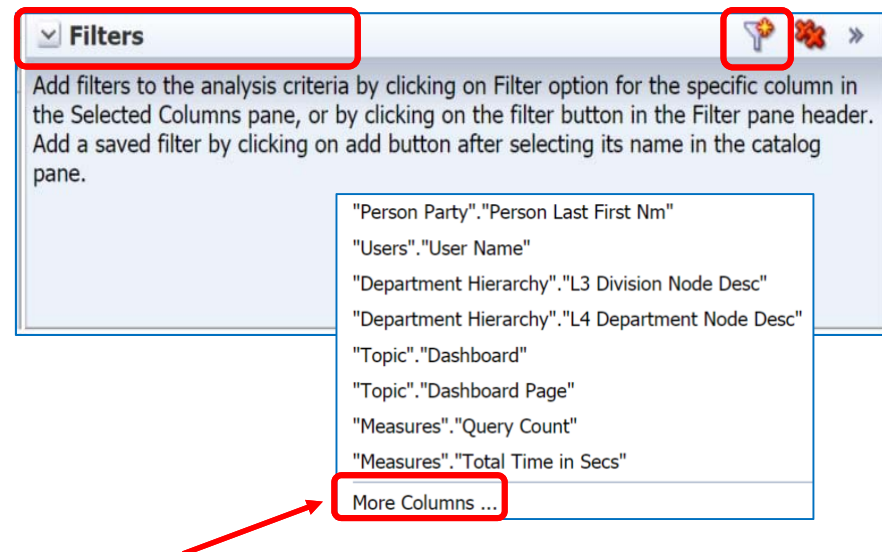 Filters
Add filters to the analysis criteria by clicking on Filter option for the specific column in
the Selected Columns pane, or by clicking on the filter button in the Filter pane header.
Add a saved filter by clicking on add button after selecting its name in the catalog
pane.
"Person Party"."Person Last First Nm"
"Users"."User Name"
"Department Hierarchy"."L3 Division Node Desc"
"Department Hierarchy"."L4 Department Node Desc"
"Topic"."Dashboard"
"Topic"."Dashboard Page"
"Measures"."Query Count"
"Measures"."Total Time in Secs"
More Columns ...